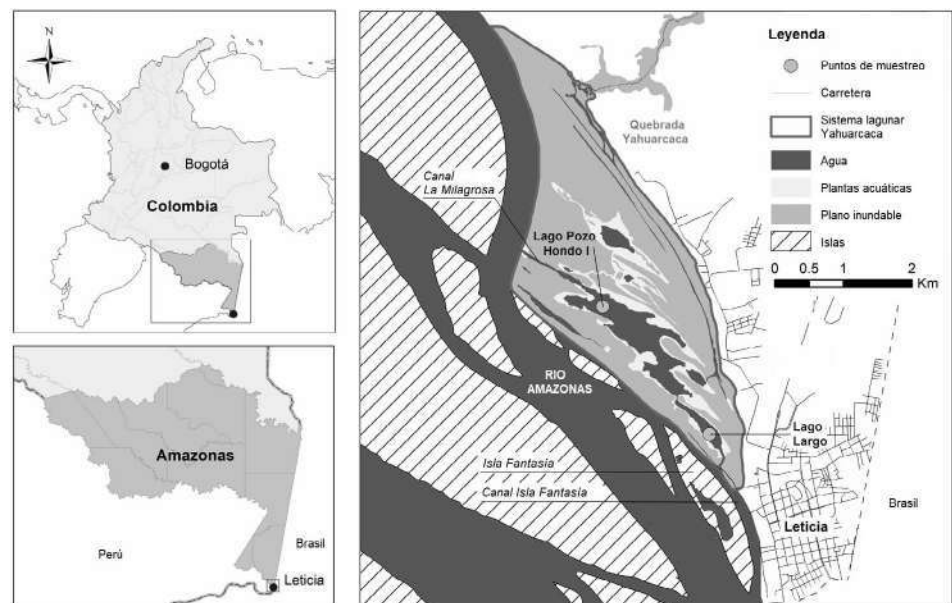 N
Bogotá
Colombia
Amazonas
Perú
Brasil
Leticia
Leyenda
Puntos de muestreo
Carretera
Sistema lagunar
Yahuarcaca
Agua
Plantas acuáticas
Plano inundable
Islas
0 0.5 1 2
Km
Quebrada
Yahuarcaca
Canal
La Milagrosa
Lago Pozo
Hondo I
RIO
AMAZONAS
Lago
Largo
Isla Fantasía
Canal Isla Fantasía
Leticia
Brasil